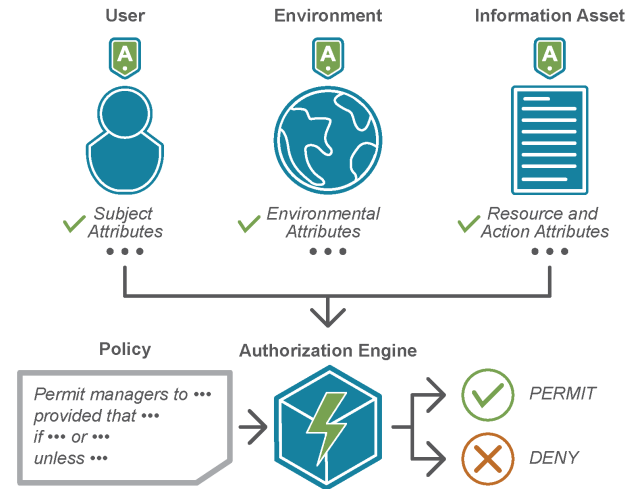 User
Environment
Information Asset
A
A
A
Subject
Attributes
•••
Environmental
Attributes
•••
Resource and
Action Attributes
•••
Policy
Authorization Engine
Permit managers to •••
provided that •••
if ••• or •••
unless •••
PERMIT
DENY